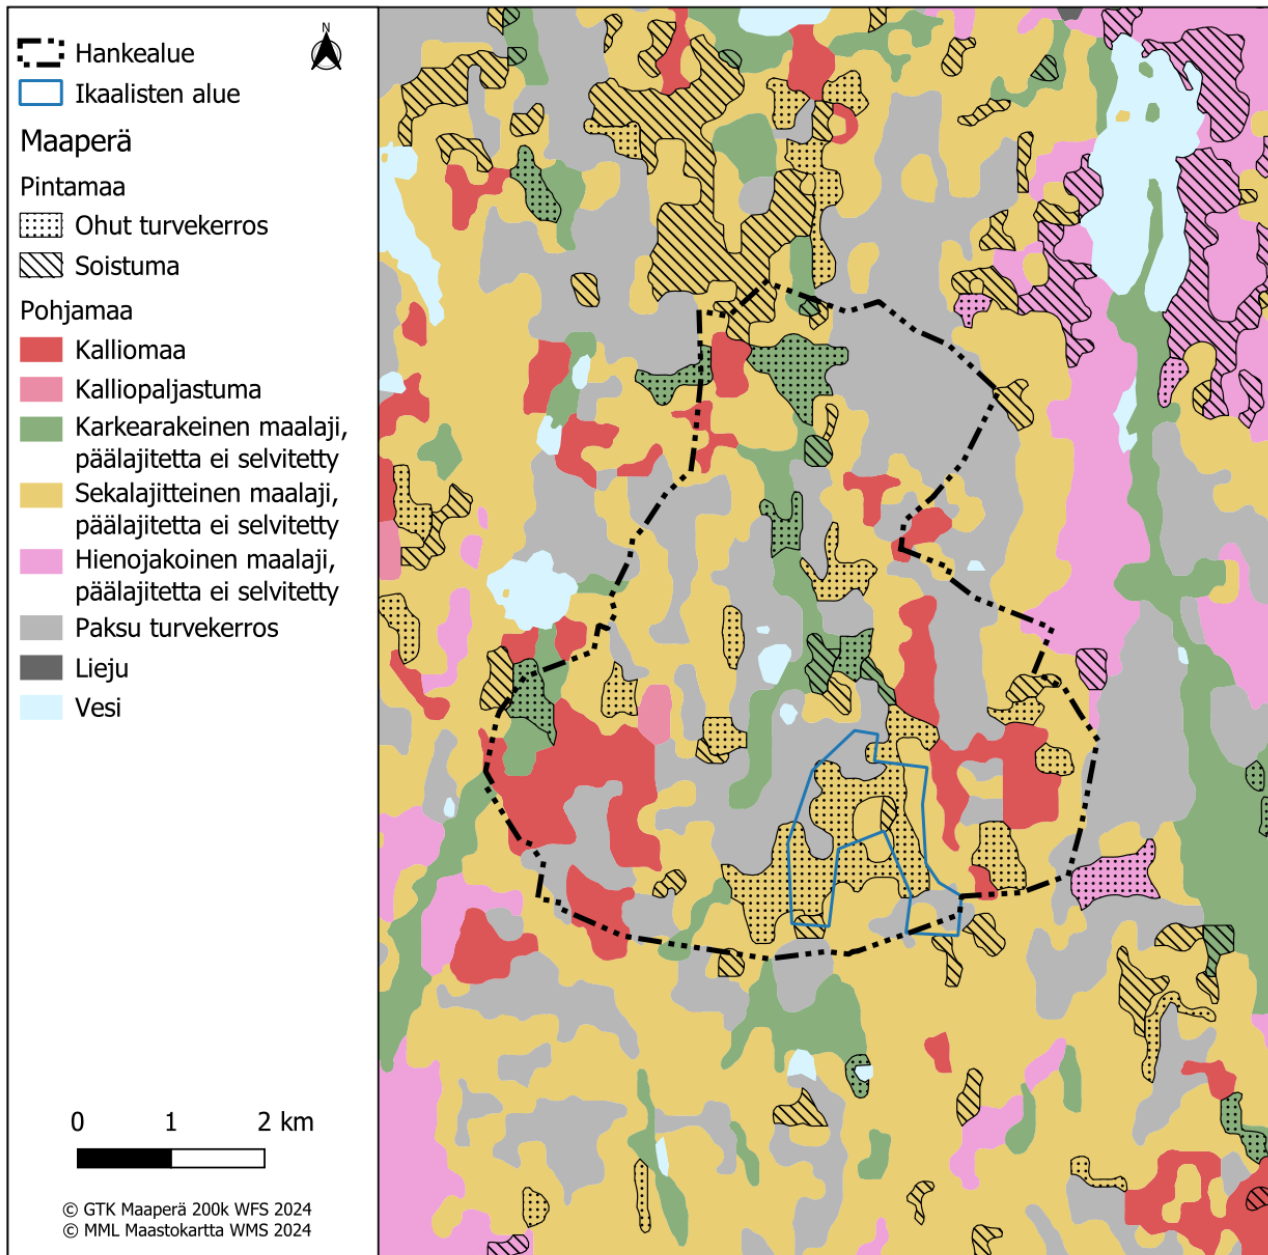 N
Hankealue
Ikaalisten alue
Maaperä
Pintamaa
Ohut turvekerros
Soistuma
Pohjamaa
Kalliomaa
Kalliopaljastuma
Karkearakeinen maalaji,
päälajitetta ei selvitetty
Sekalajitteinen maalaji,
päälajitetta ei selvitetty
Hienojakoinen maalaji,
päälajitetta ei selvitetty
Paksu turvekerros
Lieju
Vesi
0 1 2 km
© GTK Maaperä 200k WFS 2024
© MML Maastokartta WMS 2024